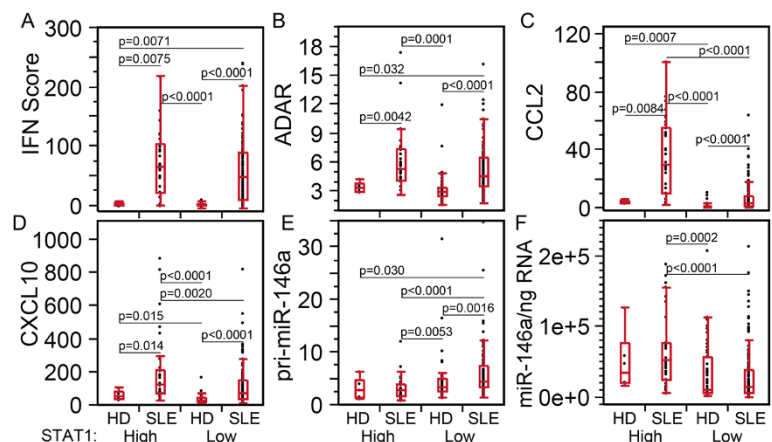 A
IFN Score
300
200
100
50
0
p=0.0071
p=0.0075
p<0.0001
p<0.0001
B
ADAR
18
15
12
9
6
3
p=0.0001
p=0.032
p<0.0001
p=0.0042
C
CCL2
120
80
40
0
p=0.0007
p<0.0001
p=0.0084
p<0.0001
p<0.0001
D
CXCL10
1000
800
600
400
200
0
p<0.0001
p=0.0020
p=0.015
p<0.0001
p=0.014
E
pri-miR-146a
30
20
15
10
5
0
p=0.030
p<0.0001
p=0.0016
p=0.0053
F
miR-146a/ng RNA
2e+5
1e+5
0e+0
p=0.0002
p<0.0001
HD SLE HD SLE
HD SLE HD SLE
HD SLE HD SLE
STAT1: High Low
High Low
High Low